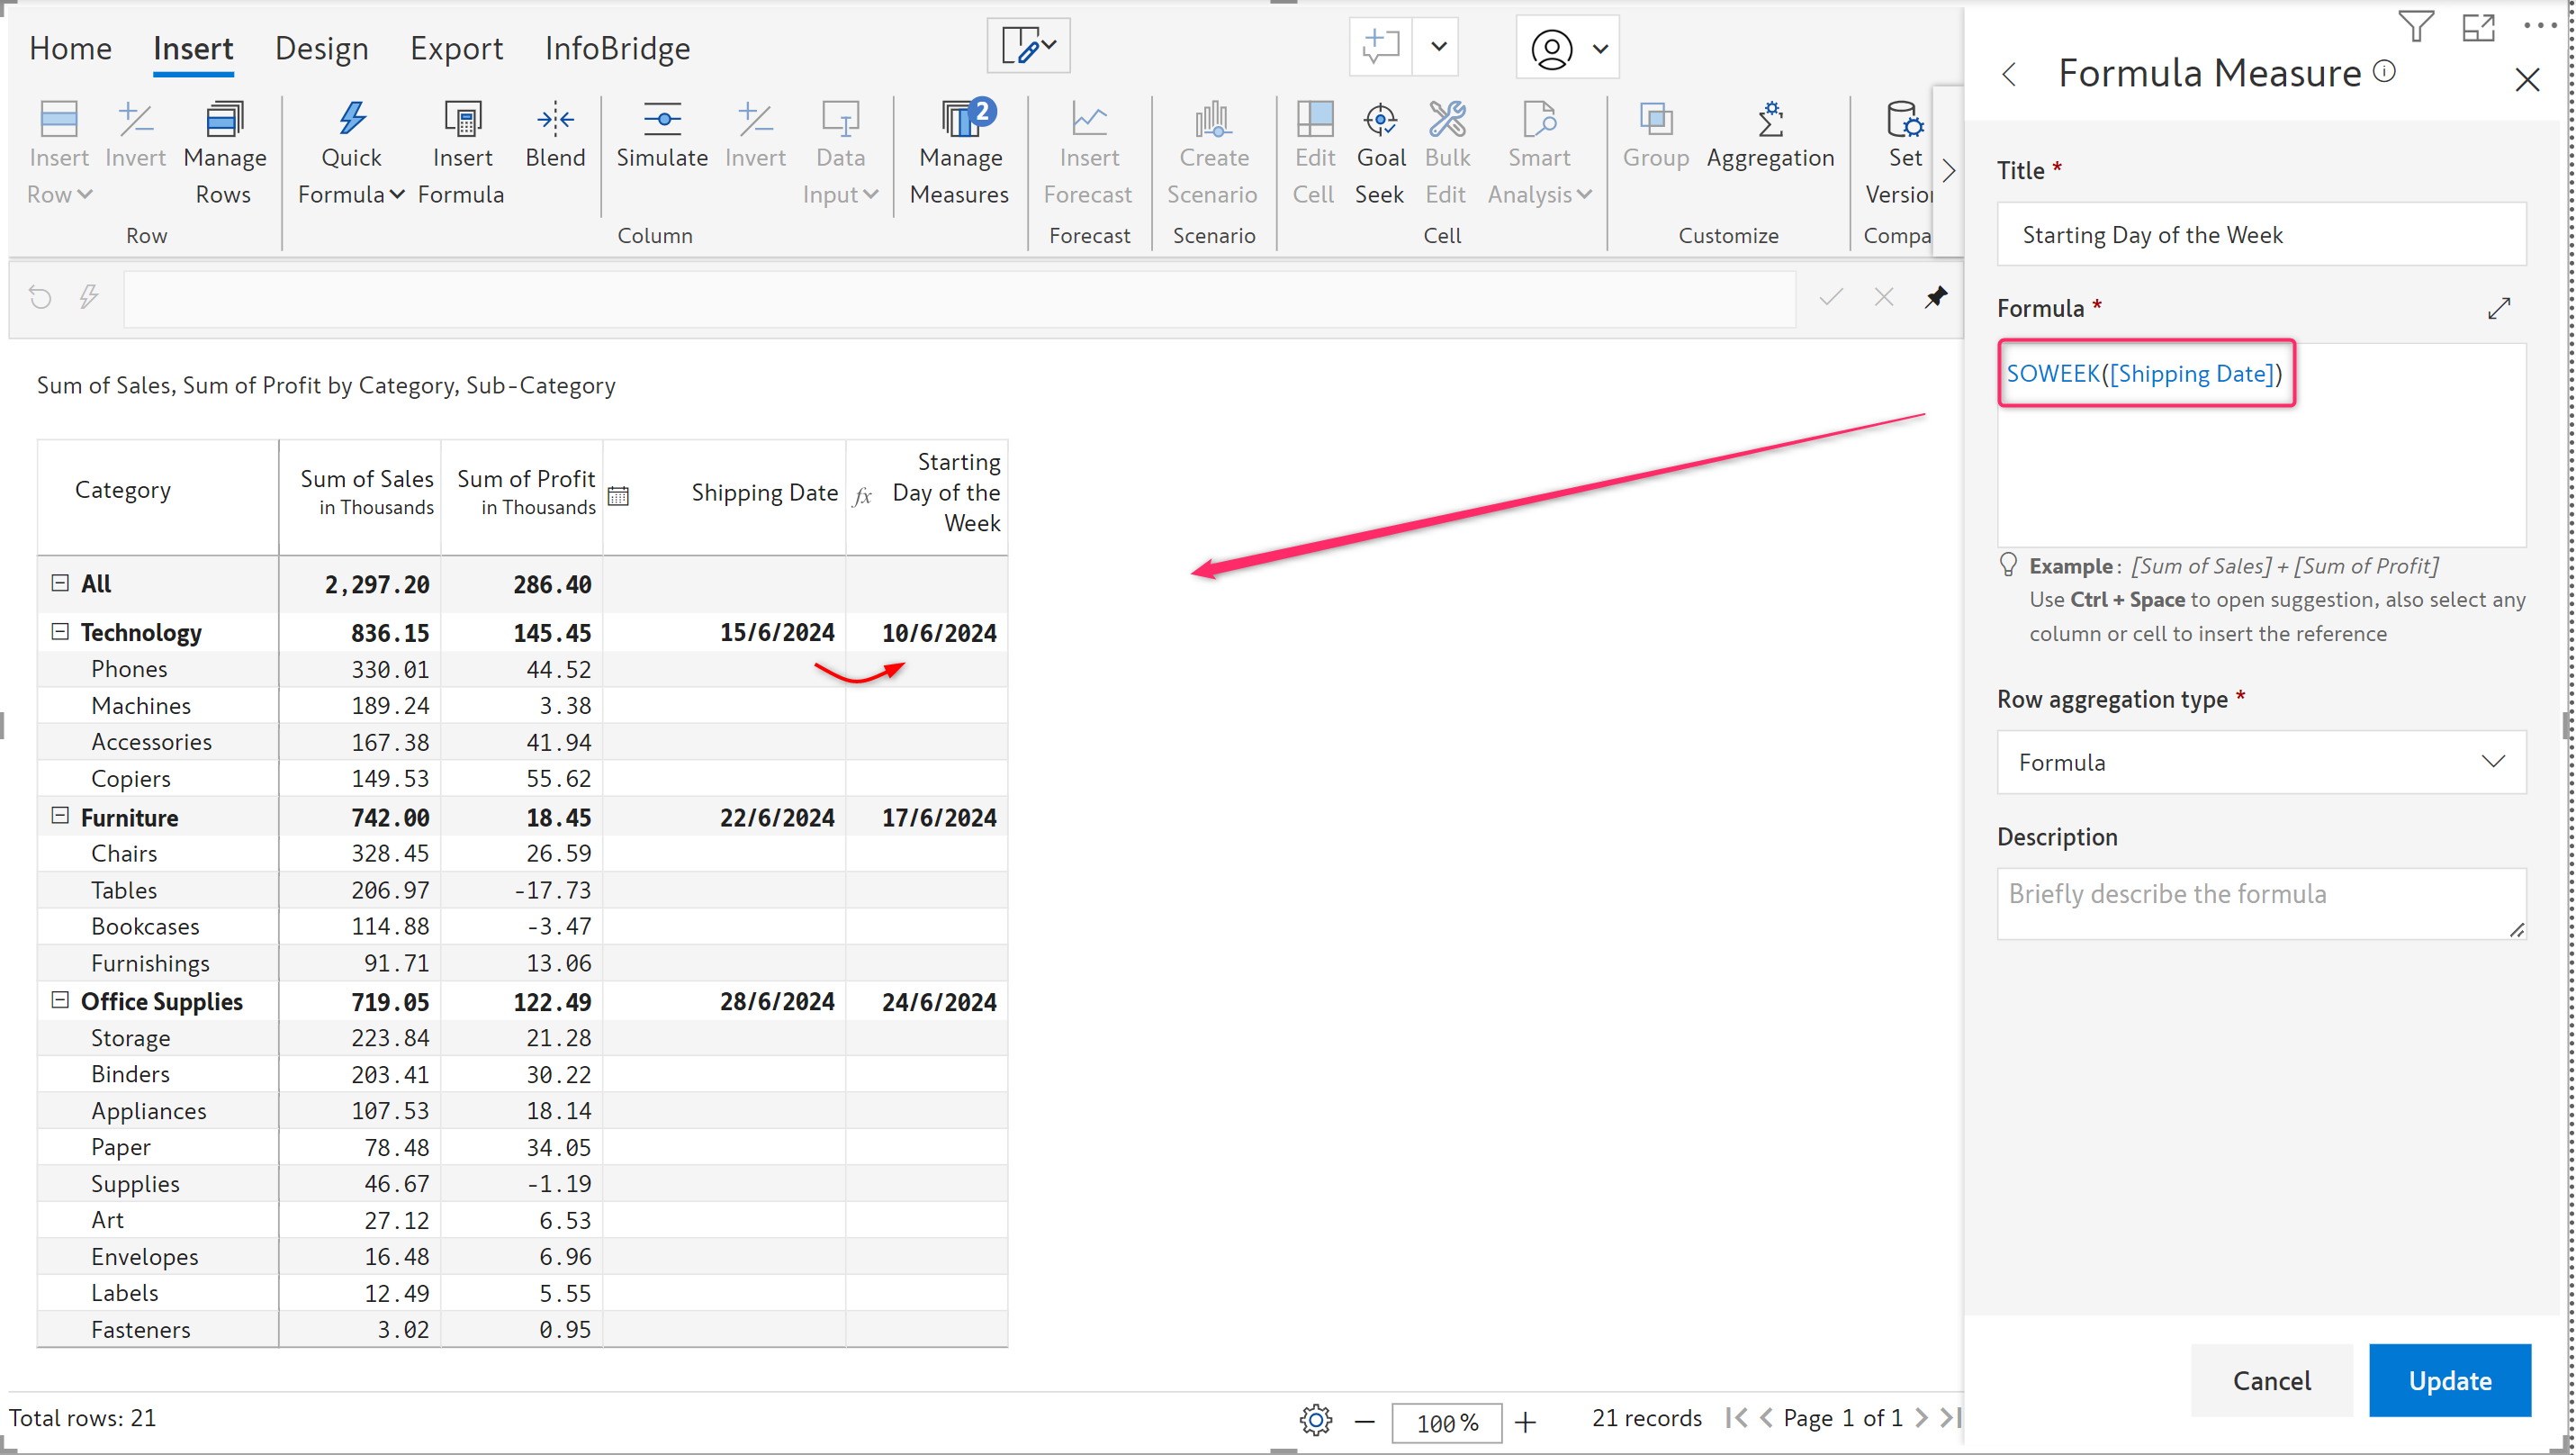 Home Insert Design Export InfoBridge
Insert Row Invert Manage Rows Quick Formula Insert Formula Blend Simulate Invert Data Input Manage Measures 2 Insert Forecast Create Scenario Edit Cell Goal Seek Bulk Edit Smart Analysis Group Aggregation Set Version
Row Column Forecast Scenario Cell Customize Compa
Sum of Sales, Sum of Profit by Category, Sub-Category
Category Sum of Sales in Thousands Sum of Profit in Thousands Shipping Date fx Starting Day of the Week
All 2,297.20 286.40
Technology 836.15 145.45 15/6/2024 10/6/2024
Phones 330.01 44.52
Machines 189.24 3.38
Accessories 167.38 41.94
Copiers 149.53 55.62
Furniture 742.00 18.45 22/6/2024 17/6/2024
Chairs 328.45 26.59
Tables 206.97 -17.73
Bookcases 114.88 -3.47
Furnishings 91.71 13.06
Office Supplies 719.05 122.49 28/6/2024 24/6/2024
Storage 223.84 21.28
Binders 203.41 30.22
Appliances 107.53 18.14
Paper 78.48 34.05
Supplies 46.67 -1.19
Art 27.12 6.53
Envelopes 16.48 6.96
Labels 12.49 5.55
Fasteners 3.02 0.95
Total rows: 21
100 %
21 records
Page 1 of 1
Formula Measure
Title *
Starting Day of the Week
Formula *
SOWEEK([Shipping Date])
Example : [Sum of Sales] + [Sum of Profit]
Use Ctrl + Space to open suggestion, also select any
column or cell to insert the reference
Row aggregation type *
Formula
Description
Briefly describe the formula
Cancel Update